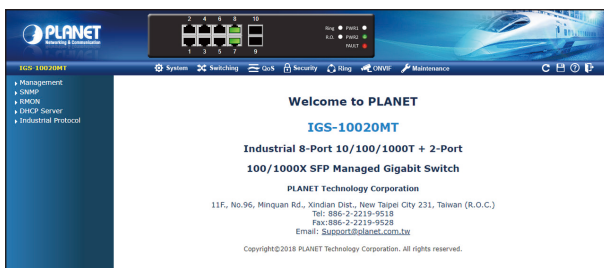 PLANET
Networking & Communication
2 4 6 8 10
1 3 5 7 9
Ring PWR1
R.O. PWR2
FAULT
IGS-10020MT
System Switching QoS Security Ring ONVIF Maintenance
Management
SNMP
RMON
DHCP Server
Industrial Protocol
Welcome to PLANET
IGS-10020MT
Industrial 8-Port 10/100/1000T + 2-Port
100/1000X SFP Managed Gigabit Switch
PLANET Technology Corporation
11F., No.96, Minquan Rd., Xindian Dist., New Taipei City 231, Taiwan (R.O.C.)
Tel: 886-2-2219-9518
Fax:886-2-2219-9528
Email: Support@planet.com.tw
Copyright©2018 PLANET Technology Corporation. All rights reserved.